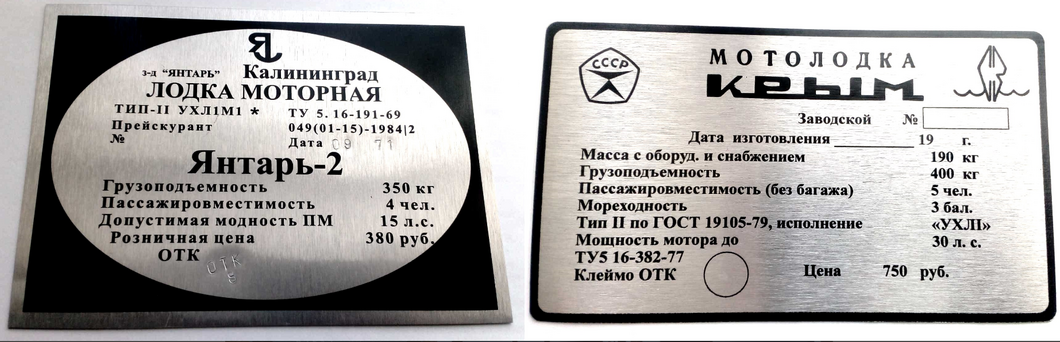 Я
з-д "ЯНТАРЬ" Калининград
ЛОДКА МОТОРНАЯ
ТИП-II УХЛ1М1 * ТУ 5. 16-191-69
Прейскурант 049(01-15)-1984|2
№ Дата 09 71
Янтарь-2
Грузоподъемность 350 кг
Пассажировместимость 4 чел.
Допустимая модность ПМ 15 л.с.
Розничная цена 380 руб.
ОТК ОТК
СССР
МОТОЛОДКА
КРЫМ
Заводской №
Дата изготовления ________ 19 г.
Масса с оборуд. и снабжением 190 кг
Грузоподъемность 400 кг
Пассажировместимость (без багажа) 5 чел.
Мореходность 3 бал.
Тип II по ГОСТ 19105-79, исполнение «УХЛI»
Мощность мотора до 30 л. с.
ТУ5 16-382-77
Клеймо ОТК Цена 750 руб.